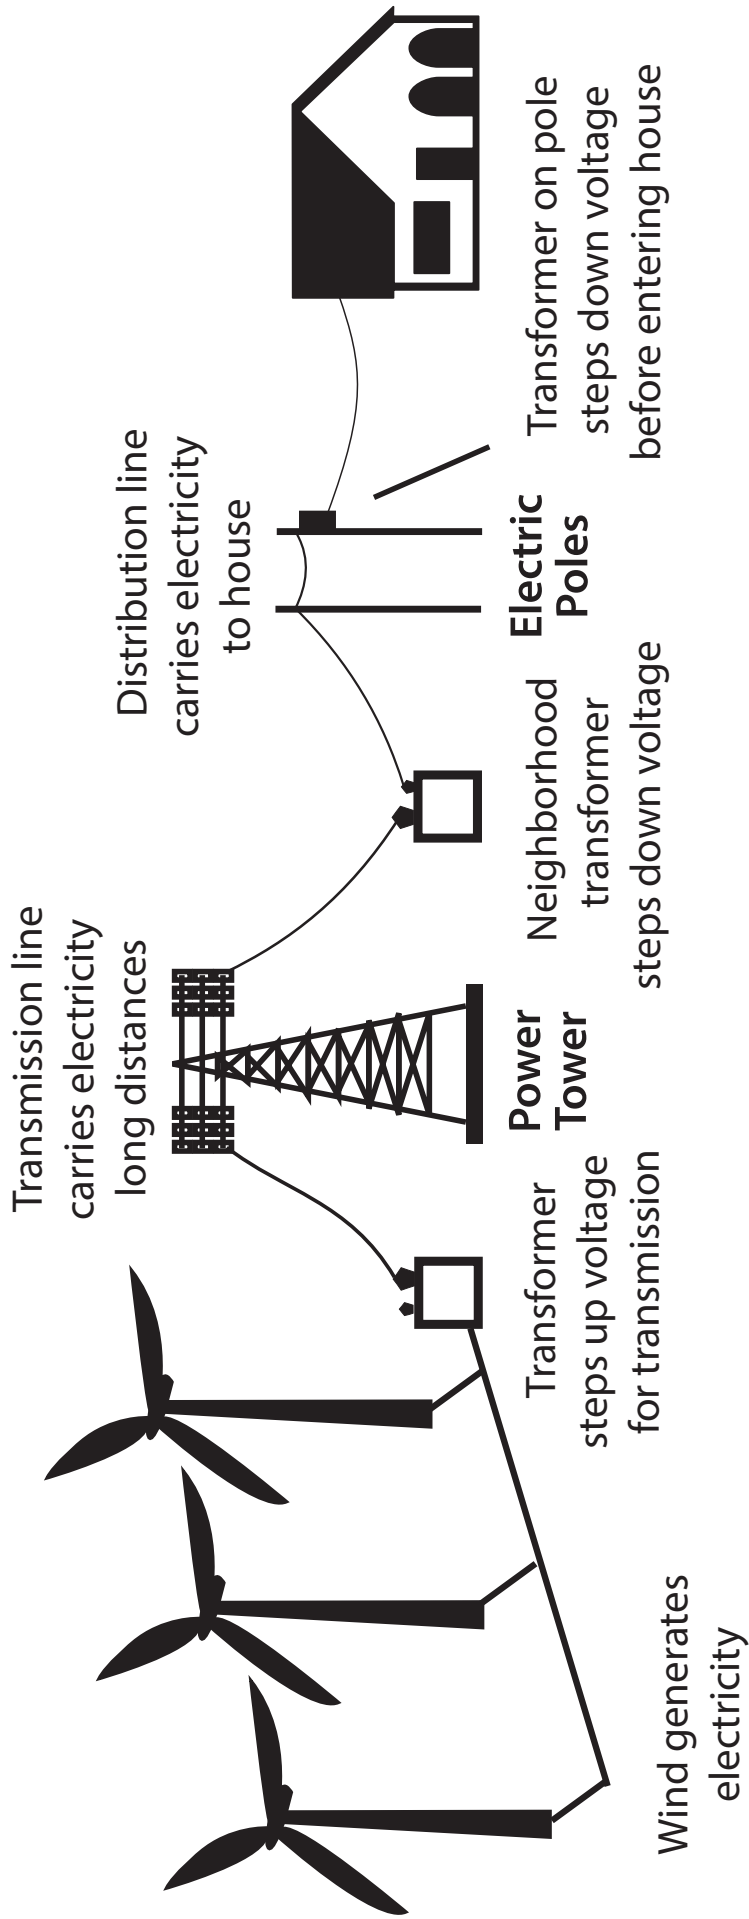 Wind generates
electricity
Transformer
steps up voltage
for transmission
Transmission line
carries electricity
long distances
Power
Tower
Neighborhood
transformer
steps down voltage
Distribution line
carries electricity
to house
Electric
Poles
Transformer on pole
steps down voltage
before entering house